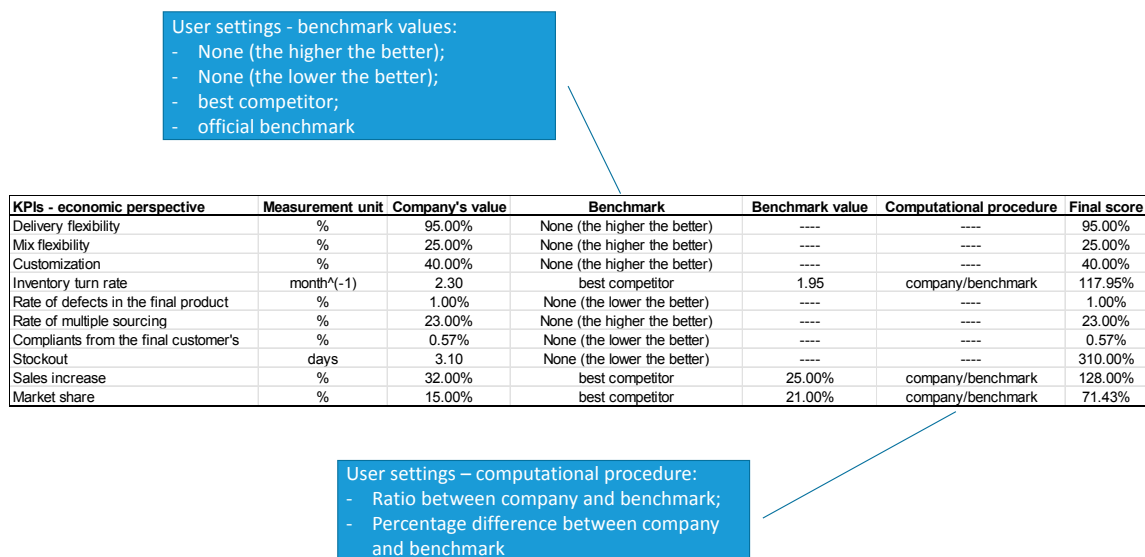 User settings - benchmark values:
- None (the higher the better);
- None (the lower the better);
- best competitor;
- official benchmark
KPIs - economic perspective Measurement unit Company's value Benchmark Benchmark value Computational procedure Final score
Delivery flexibility % 95.00% None (the higher the better) ---- ---- 95.00%
Mix flexibility % 25.00% None (the higher the better) ---- ---- 25.00%
Customization % 40.00% None (the higher the better) ---- ---- 40.00%
Inventory turn rate month^(-1) 2.30 best competitor 1.95 company/benchmark 117.95%
Rate of defects in the final product % 1.00% None (the lower the better) ---- ---- 1.00%
Rate of multiple sourcing % 23.00% None (the higher the better) ---- ---- 23.00%
Compliants from the final customer's % 0.57% None (the lower the better) ---- ---- 0.57%
Stockout days 3.10 None (the lower the better) ---- ---- 310.00%
Sales increase % 32.00% best competitor 25.00% company/benchmark 128.00%
Market share % 15.00% best competitor 21.00% company/benchmark 71.43%
User settings – computational procedure:
- Ratio between company and benchmark;
- Percentage difference between company
and benchmark